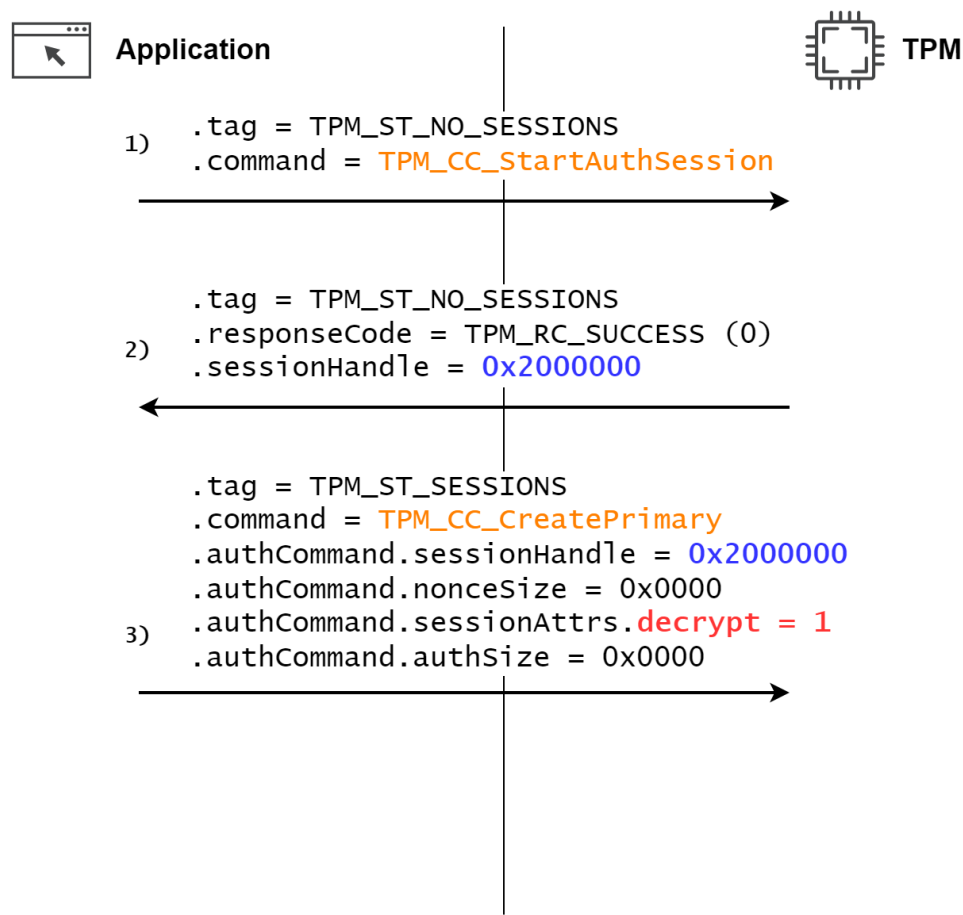 Application
TPM
1)
.tag = TPM_ST_NO_SESSIONS
.command = TPM_CC_StartAuthSession
2)
.tag = TPM_ST_NO_SESSIONS
.responseCode = TPM_RC_SUCCESS (0)
.sessionHandle = 0x2000000
3)
.tag = TPM_ST_SESSIONS
.command = TPM_CC_CreatePrimary
.authCommand.sessionHandle = 0x2000000
.authCommand.nonceSize = 0x0000
.authCommand.sessionAttrs.decrypt = 1
.authCommand.authSize = 0x0000